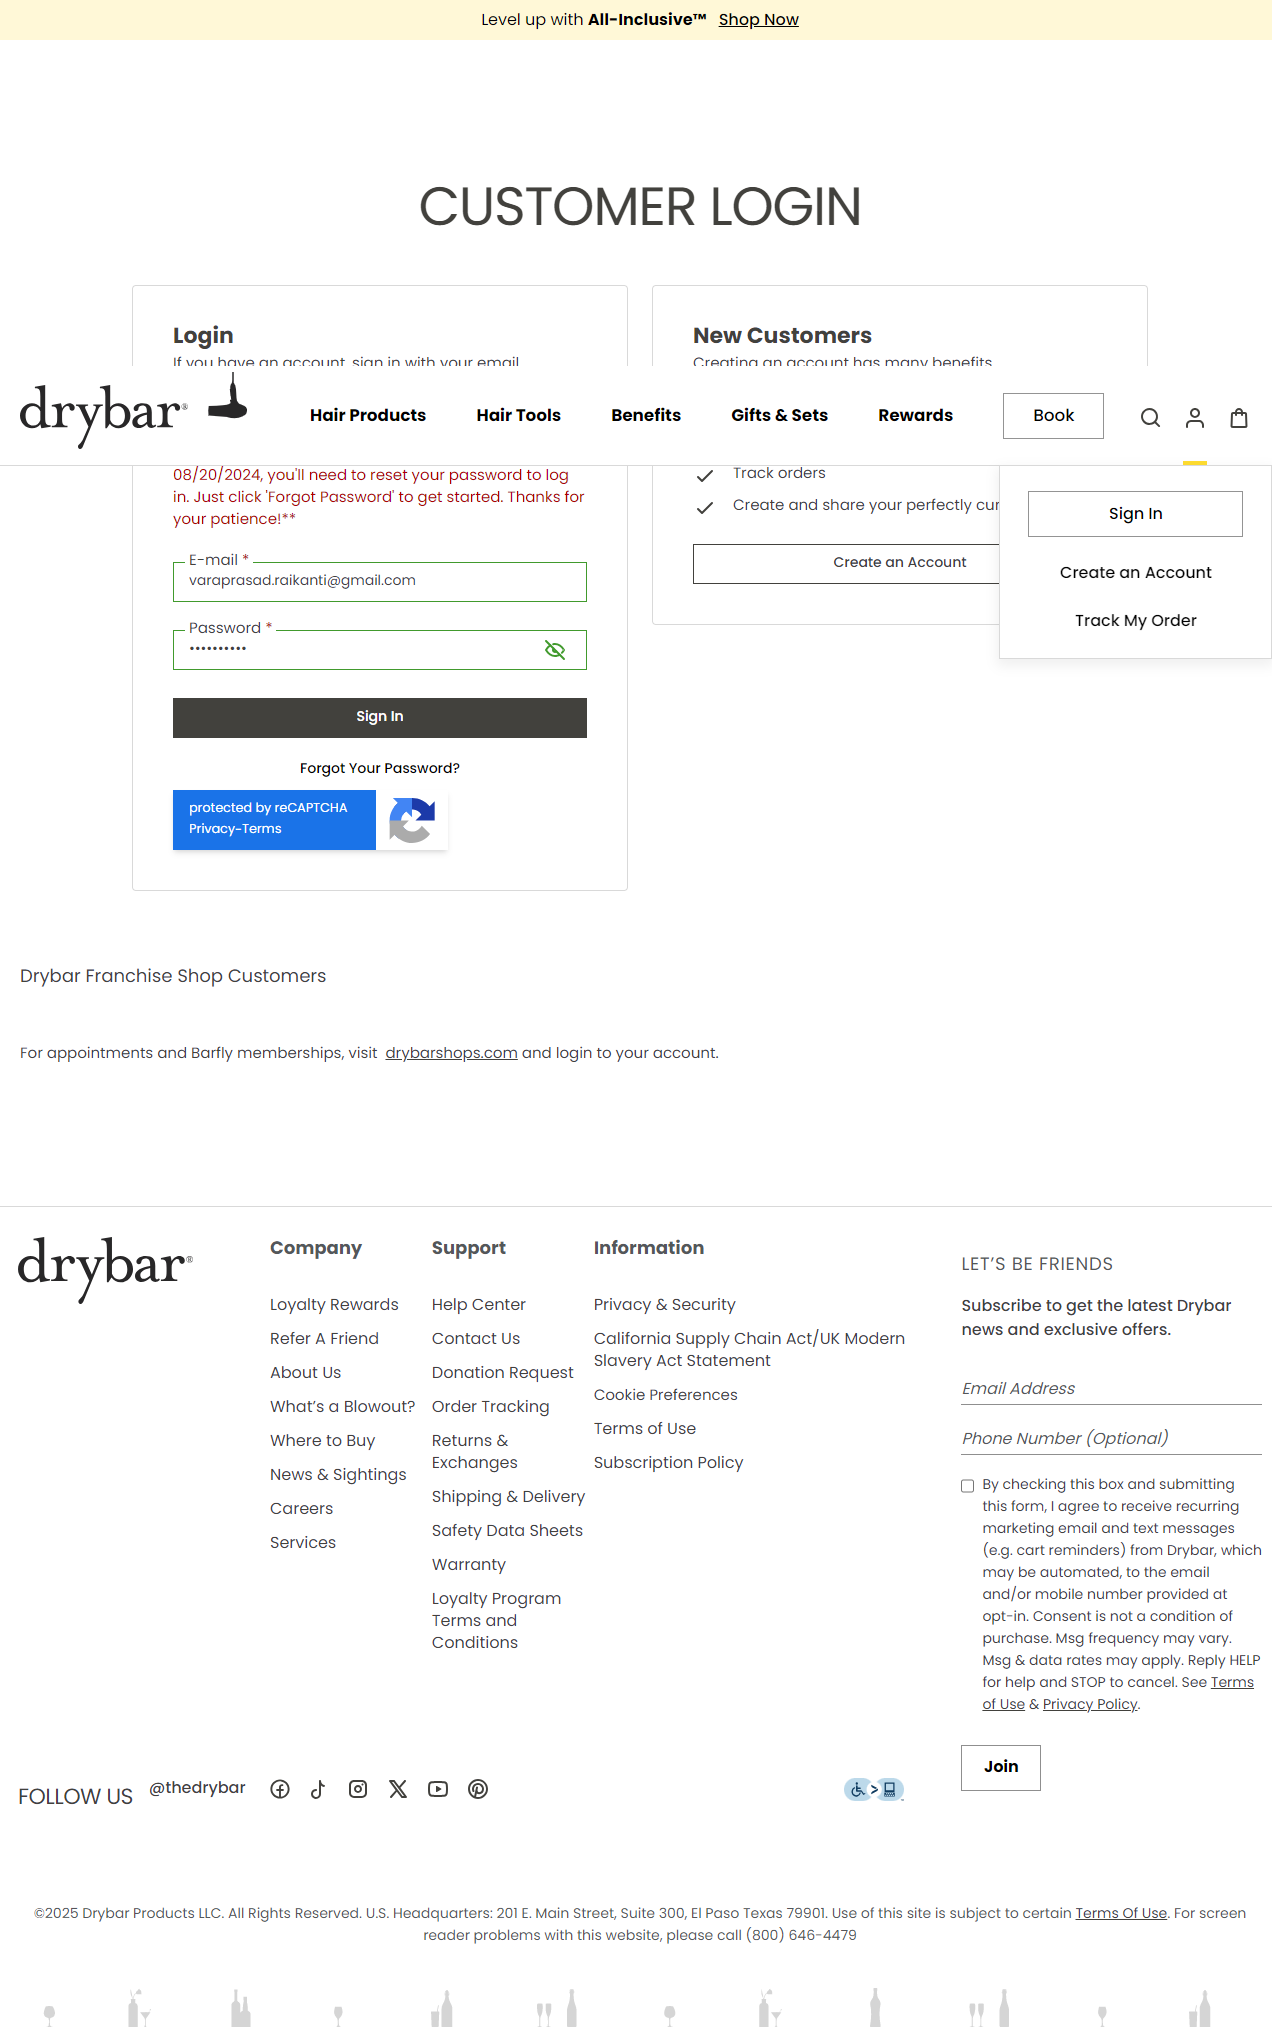 Level up with All-Inclusive™ Shop Now
CUSTOMER LOGIN
Login
If you have an account, sign in with your email
New Customers
Creating an account has many benefits
drybar®
Hair Products
Hair Tools
Benefits
Gifts & Sets
Rewards
Book
08/20/2024, you'll need to reset your password to log
in. Just click 'Forgot Password' to get started. Thanks for
your patience!**
E-mail *
varaprasad.raikanti@gmail.com
Password *
••••••••••
Sign In
Forgot Your Password?
protected by reCAPTCHA
Privacy-Terms
Track orders
Create and share your perfectly cur
Create an Account
Sign In
Create an Account
Track My Order
Drybar Franchise Shop Customers
For appointments and Barfly memberships, visit drybarshops.com and login to your account.
drybar®
Company
Loyalty Rewards
Refer A Friend
About Us
What's a Blowout?
Where to Buy
News & Sightings
Careers
Services
Support
Help Center
Contact Us
Donation Request
Order Tracking
Returns &
Exchanges
Shipping & Delivery
Safety Data Sheets
Warranty
Loyalty Program
Terms and
Conditions
Information
Privacy & Security
California Supply Chain Act/UK Modern
Slavery Act Statement
Cookie Preferences
Terms of Use
Subscription Policy
LET'S BE FRIENDS
Subscribe to get the latest Drybar
news and exclusive offers.
Email Address
Phone Number (Optional)
By checking this box and submitting
this form, I agree to receive recurring
marketing email and text messages
(e.g. cart reminders) from Drybar, which
may be automated, to the email
and/or mobile number provided at
opt-in. Consent is not a condition of
purchase. Msg frequency may vary.
Msg & data rates may apply. Reply HELP
for help and STOP to cancel. See Terms
of Use & Privacy Policy.
Join
FOLLOW US
@thedrybar
©2025 Drybar Products LLC. All Rights Reserved. U.S. Headquarters: 201 E. Main Street, Suite 300, El Paso Texas 79901. Use of this site is subject to certain Terms Of Use. For screen
reader problems with this website, please call (800) 646-4479